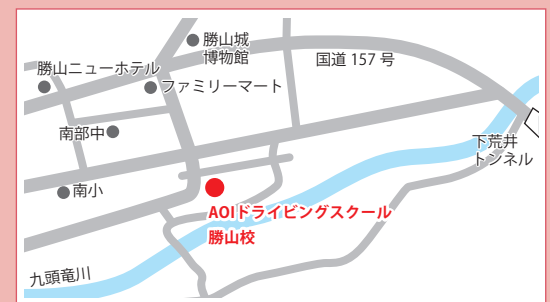 勝山城
博物館
国道 157 号
勝山ニューホテル
ファミリーマート
南部中
下荒井
トンネル
南小
AOIドライビングスクール
勝山校
九頭竜川